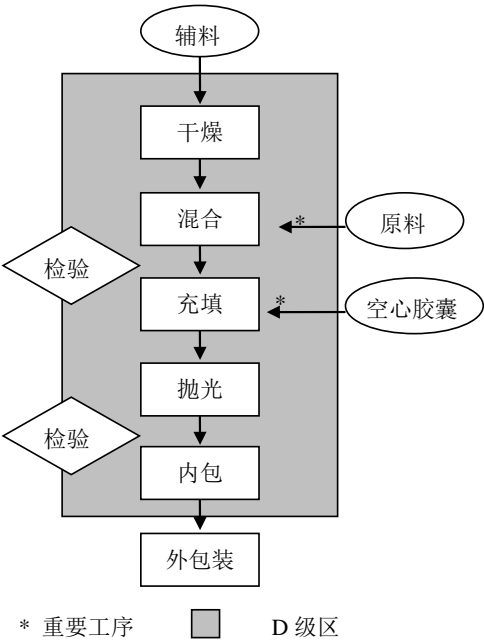 辅料
干燥
混合
* 原料
检验
充填
* 空心胶囊
抛光
检验
内包
外包装
* 重要工序 D 级区